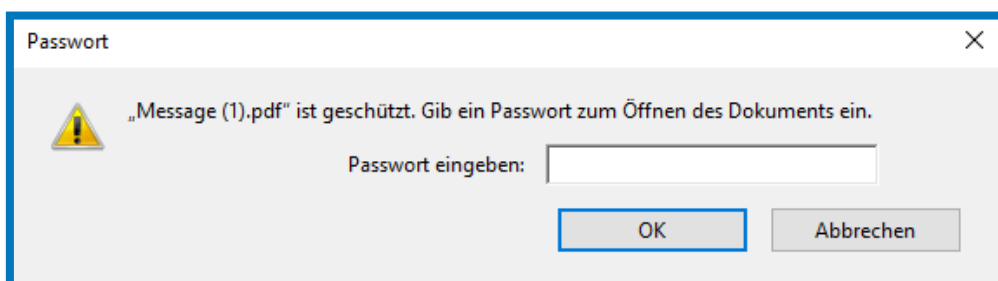 Passwort
„Message (1).pdf“ ist geschützt. Gib ein Passwort zum Öffnen des Dokuments ein.
Passwort eingeben:
OK
Abbrechen